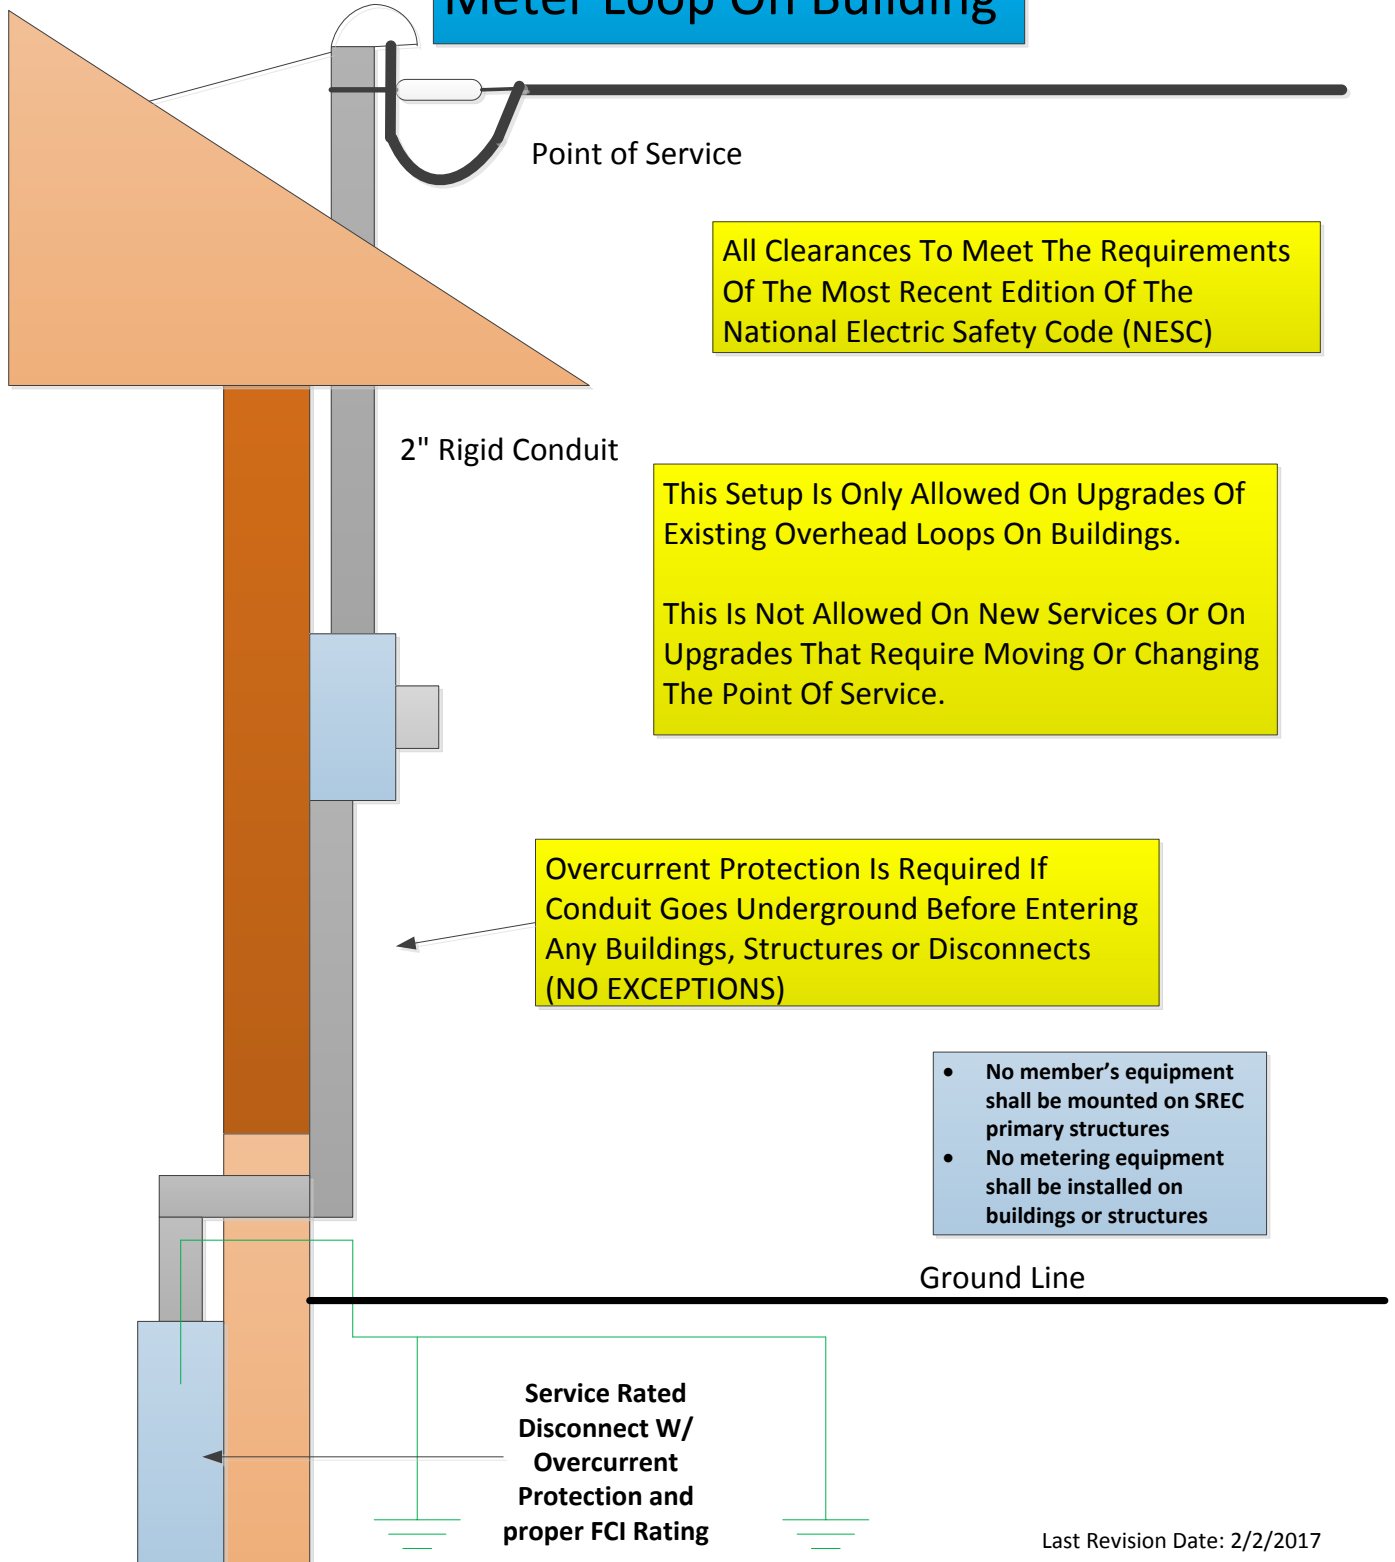 Meter Loop On Building
Point of Service
All Clearances To Meet The Requirements
Of The Most Recent Edition Of The
National Electric Safety Code (NESC)
2" Rigid Conduit
This Setup Is Only Allowed On Upgrades Of
Existing Overhead Loops On Buildings.
This Is Not Allowed On New Services Or On
Upgrades That Require Moving Or Changing
The Point Of Service.
Overcurrent Protection Is Required If
Conduit Goes Underground Before Entering
Any Buildings, Structures or Disconnects
(NO EXCEPTIONS)
• No member’s equipment
shall be mounted on SREC
primary structures
• No metering equipment
shall be installed on
buildings or structures
Ground Line
Service Rated
Disconnect W/
Overcurrent
Protection and
proper FCI Rating
Last Revision Date: 2/2/2017